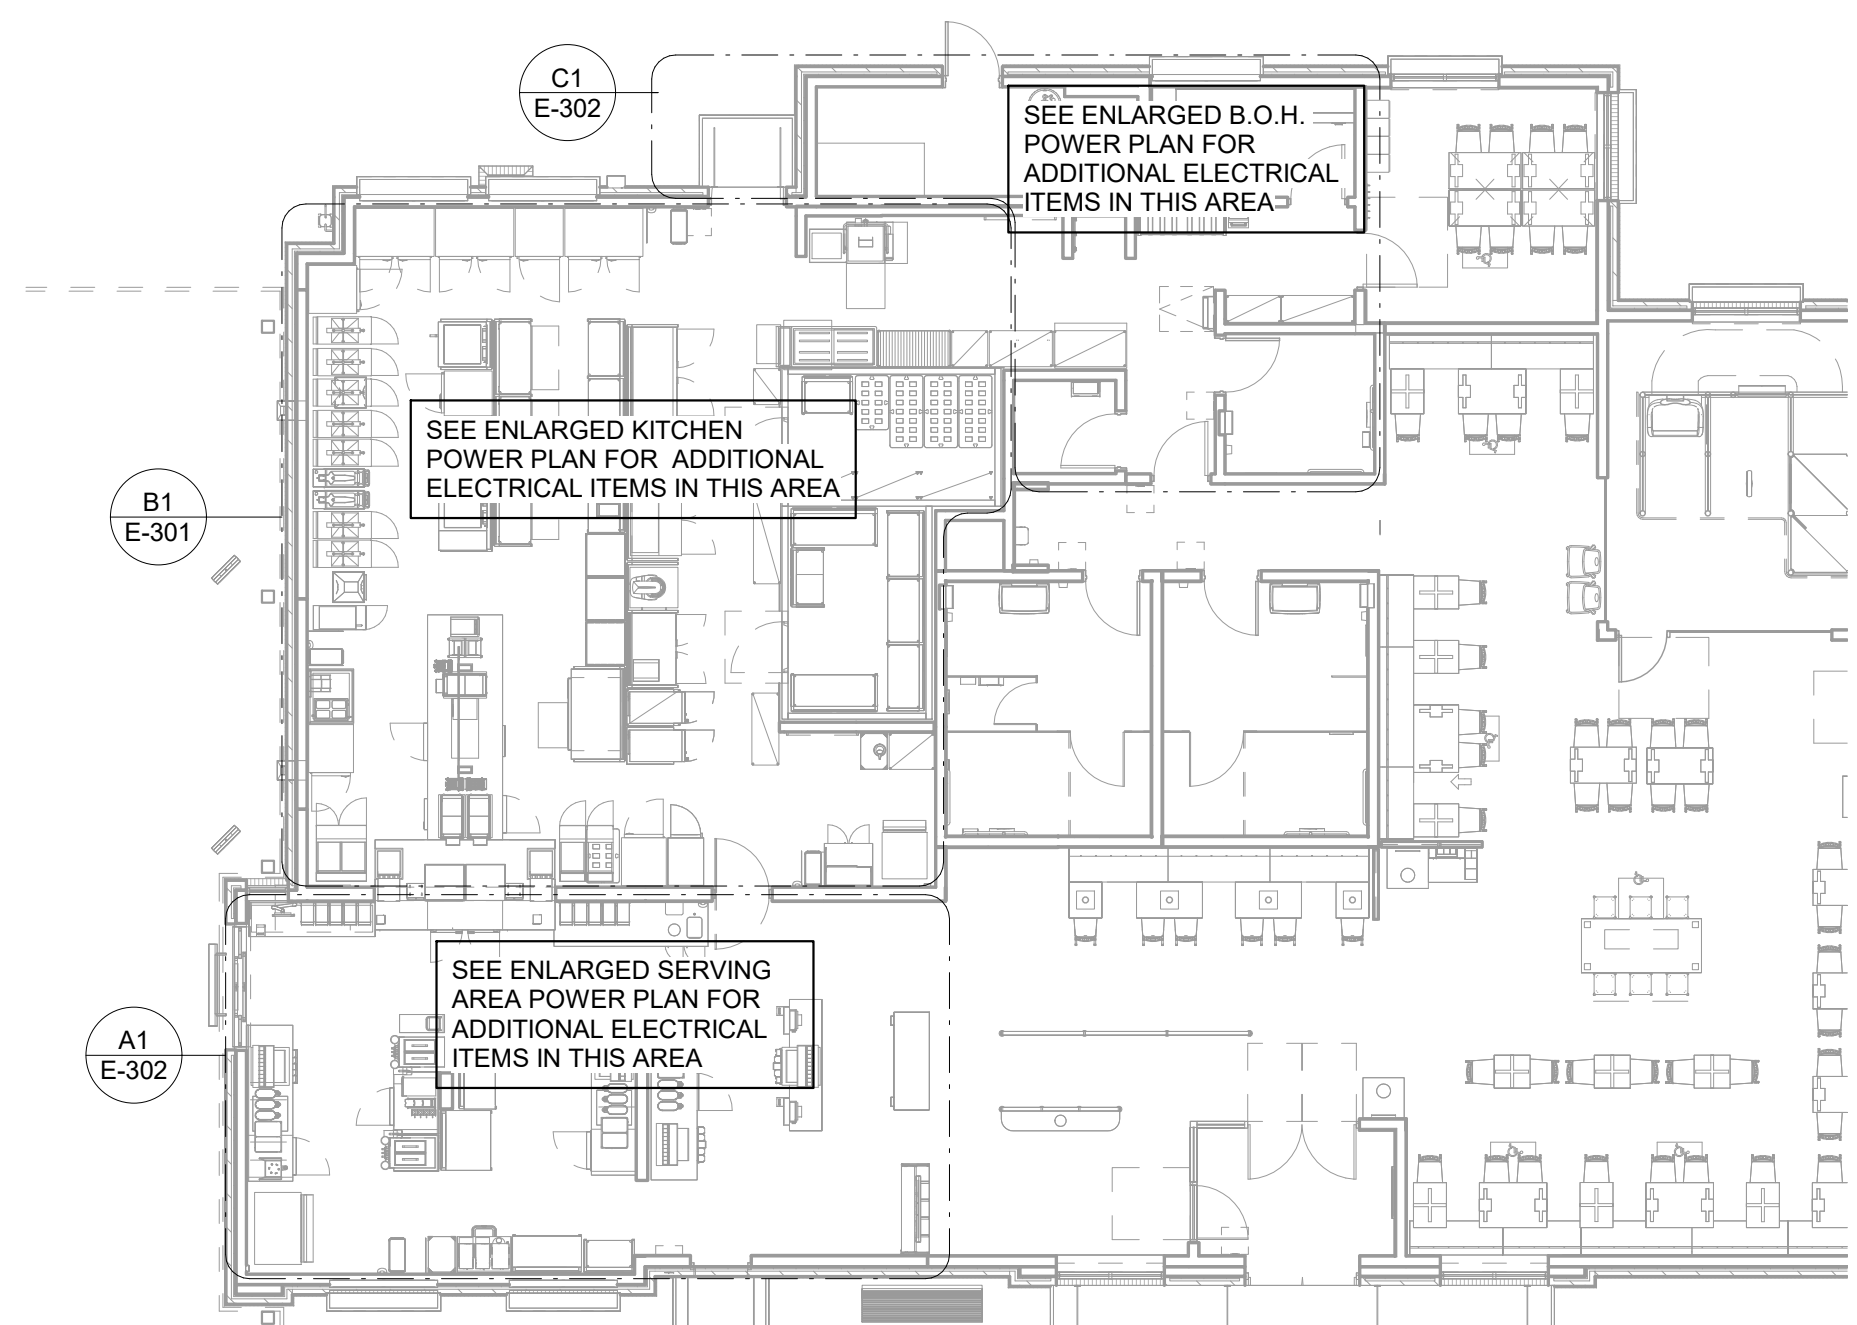 C1
E-302
SEE ENLARGED B.O.H.
POWER PLAN FOR
ADDITIONAL ELECTRICAL
ITEMS IN THIS AREA
SEE ENLARGED KITCHEN
POWER PLAN FOR ADDITIONAL
ELECTRICAL ITEMS IN THIS AREA
B1
E-301
SEE ENLARGED SERVING
AREA POWER PLAN FOR
ADDITIONAL ELECTRICAL
ITEMS IN THIS AREA
A1
E-302